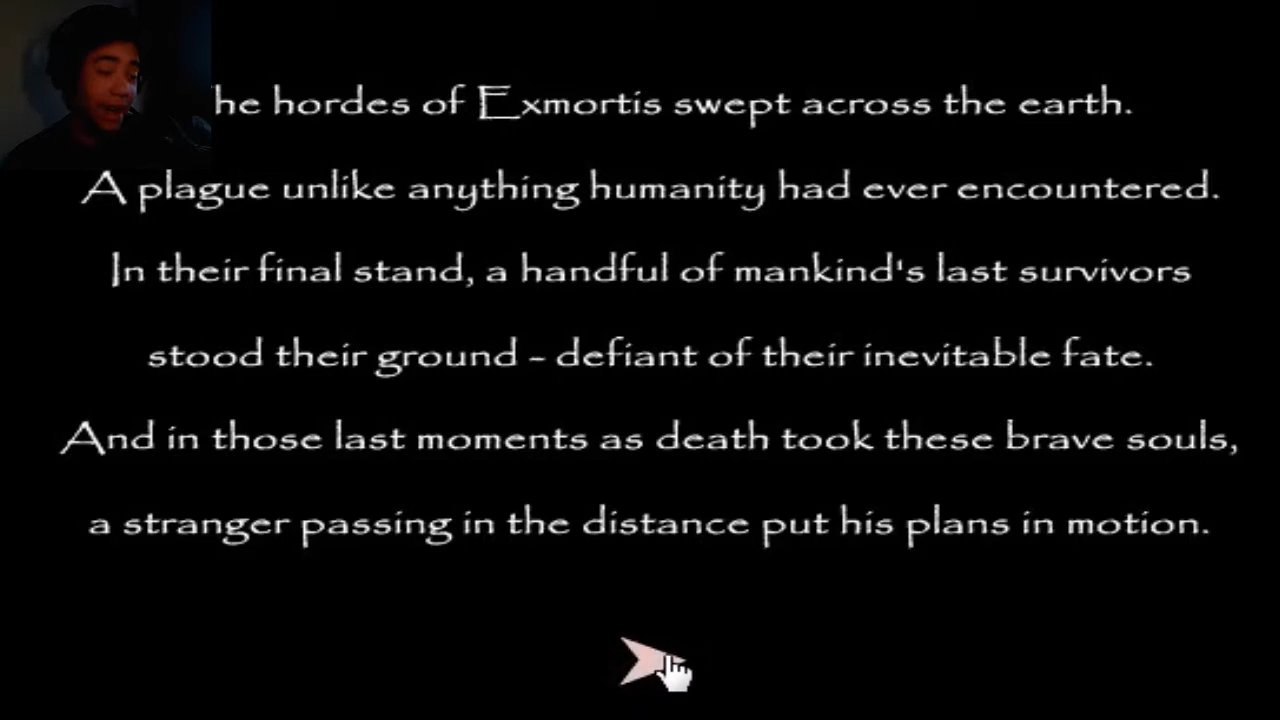 he hordes of Exmortis swept across the earth.
A plague unlike anything humanity had ever encountered.
In their final stand, a handful of mankind's last survivors
stood their ground - defiant of their inevitable fate.
And in those last moments as death took these brave souls,
a stranger passing in the distance put his plans in motion.